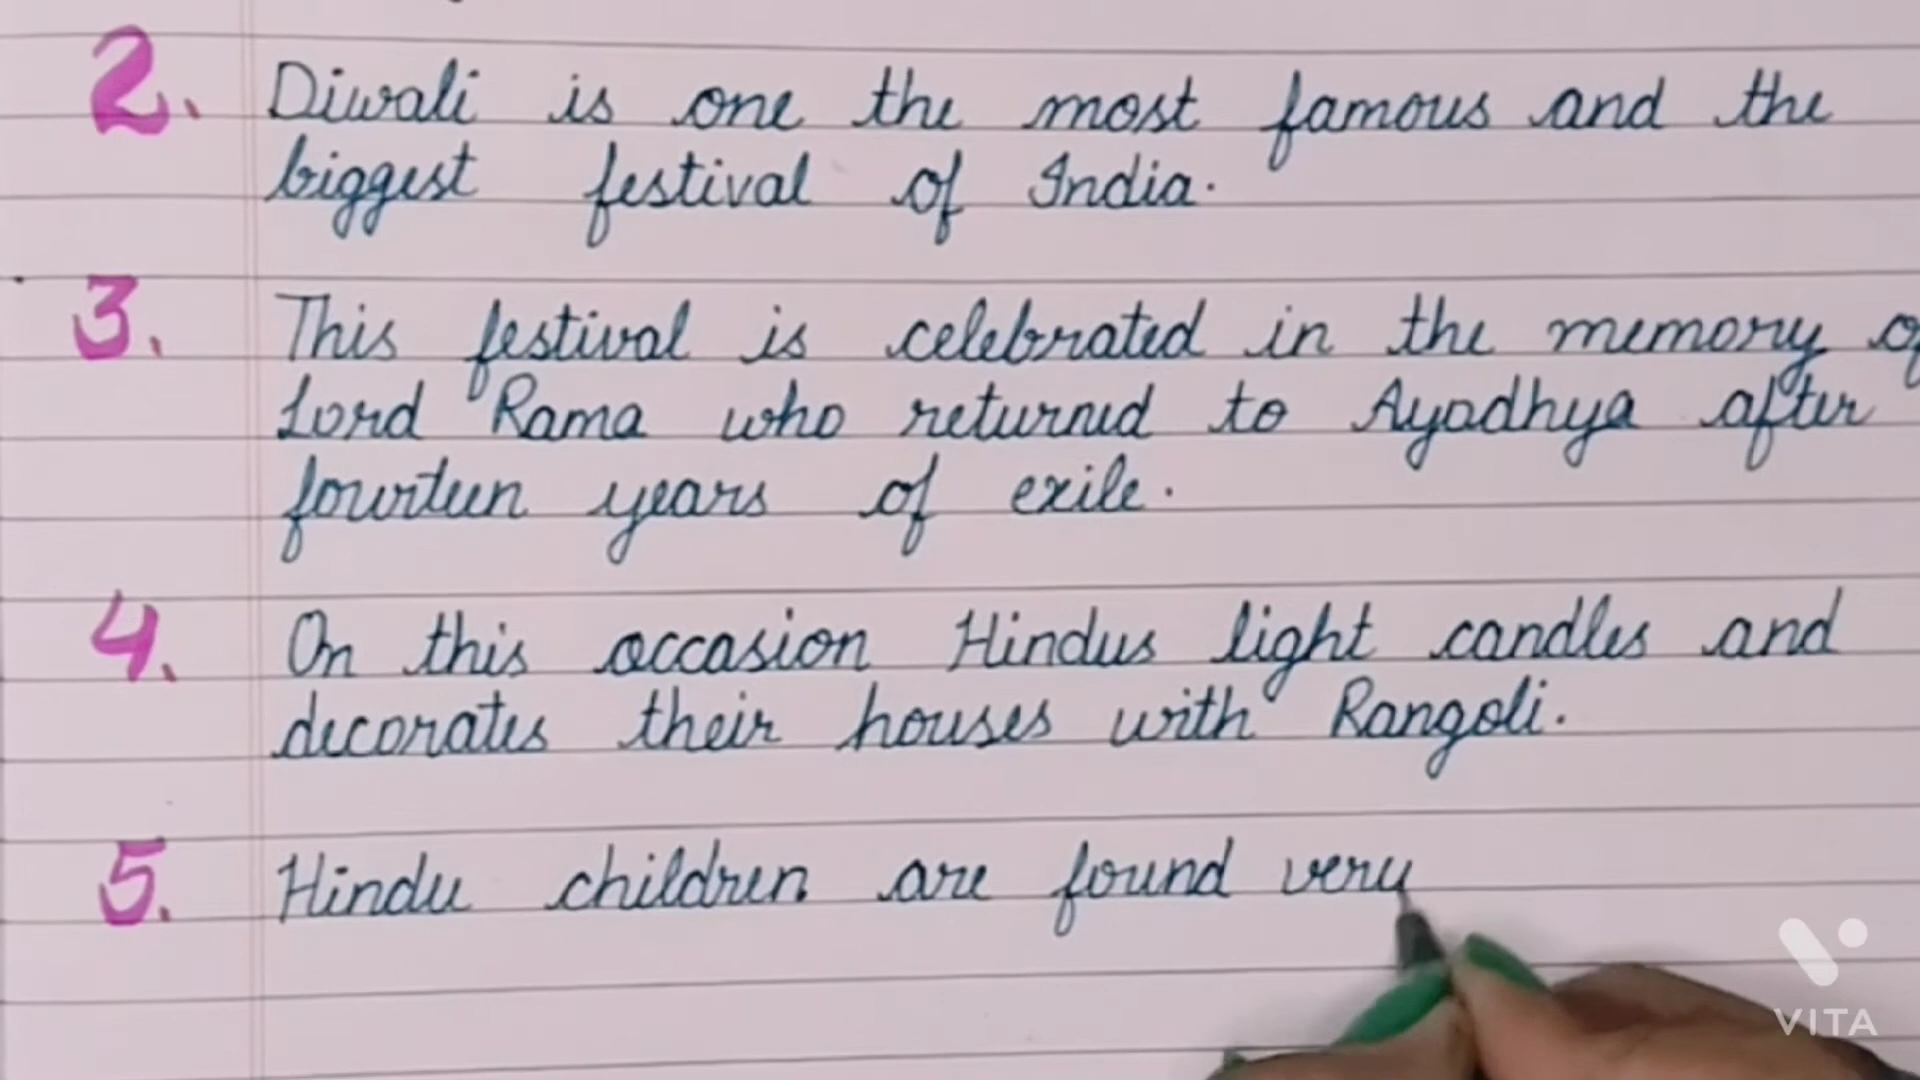 2. Diwali is one the most famous and the
biggest festival of India.
3. This festival is celebrated in the memory of
Lord Rama who returned to Ayodhya after
fourteen years of exile.
4. On this occasion Hindus light candles and
decorates their houses with Rangoli.
5. Hindu children are found very
VITA